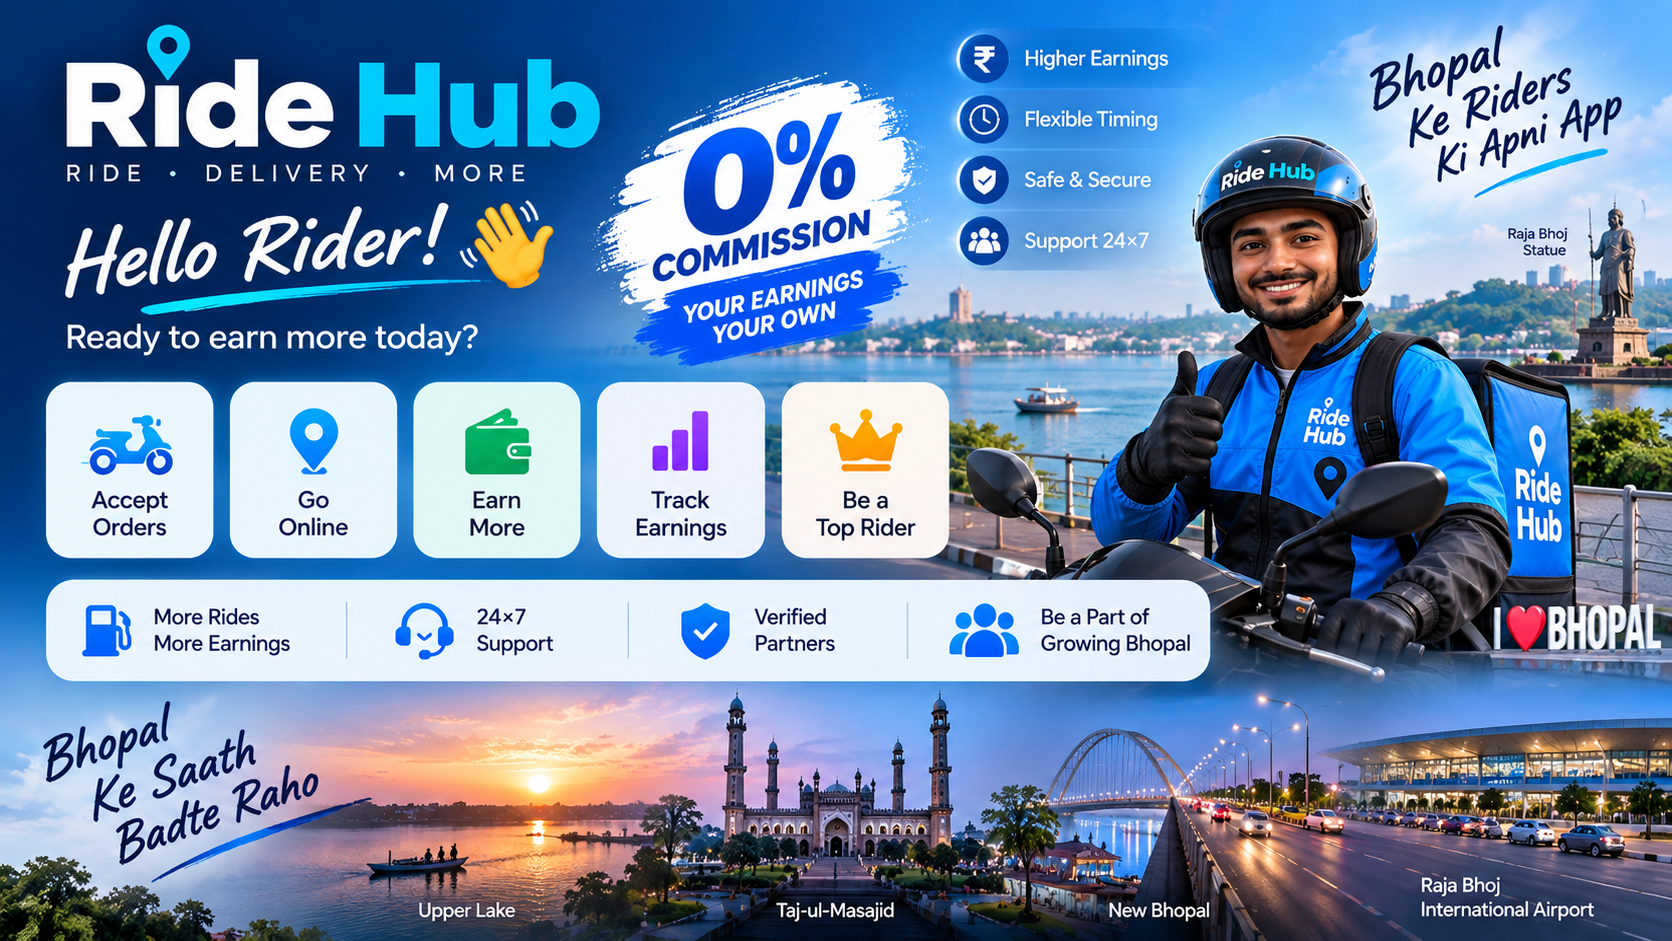 Ride Hub
RIDE • DELIVERY • MORE
Hello Rider!
Ready to earn more today?
0%
COMMISSION
YOUR EARNINGS
YOUR OWN
Higher Earnings
Flexible Timing
Safe & Secure
Support 24×7
Bhopal
Ke Riders
Ki Apni App
Raja Bhoj
Statue
Ride Hub
Ride
Hub
Ride
Hub
Accept
Orders
Go
Online
Earn
More
Track
Earnings
Be a
Top Rider
More Rides
More Earnings
24×7
Support
Verified
Partners
Be a Part of
Growing Bhopal
I ❤️ BHOPAL
Bhopal
Ke Saath
Badte Raho
Upper Lake
Taj-ul-Masajid
New Bhopal
Raja Bhoj
International Airport